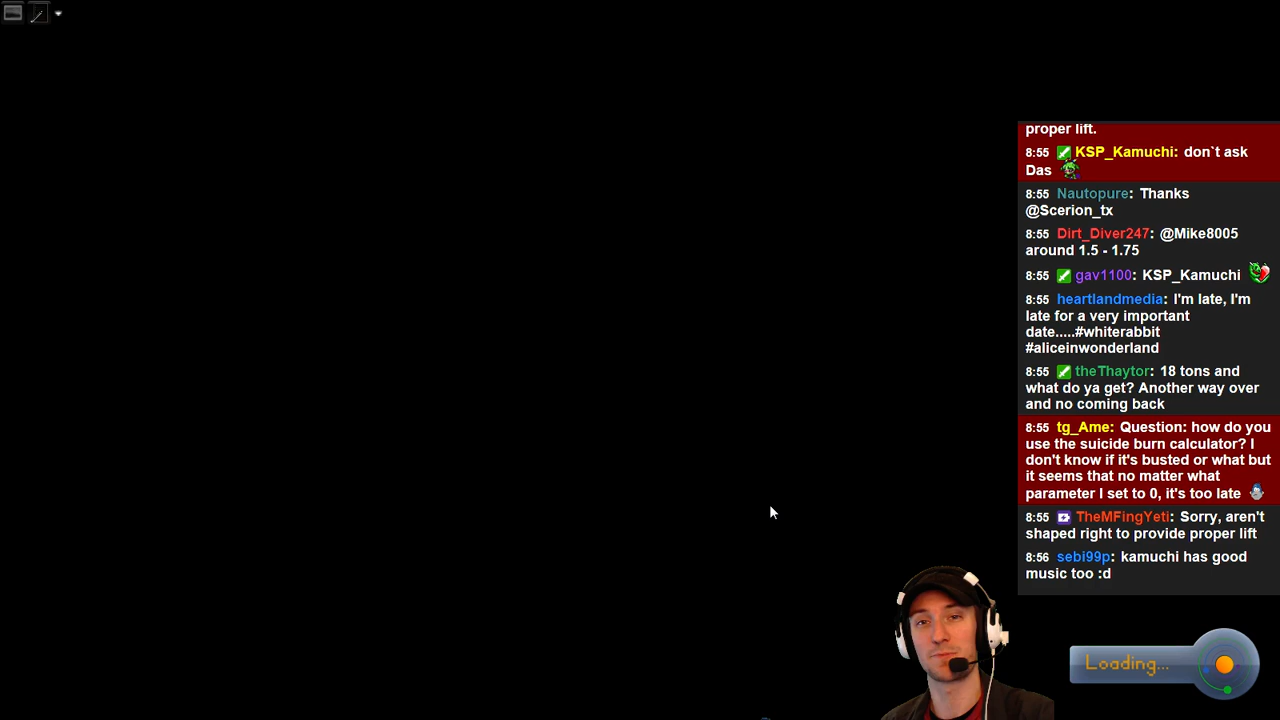 proper lift.
8:55 KSP_Kamuchi: don`t ask
Das
8:55 Nautopure: Thanks
@Scerion_tx
8:55 Dirt_Diver247: @Mike8005
around 1.5 - 1.75
8:55 gav1100: KSP_Kamuchi
8:55 heartlandmedia: I'm late, I'm
late for a very important
date.....#whiterabbit
#aliceinwonderland
8:55 theThaytor: 18 tons and
what do ya get? Another way over
and no coming back
8:55 tg_Ame: Question: how do you
use the suicide burn calculator? I
don't know if it's busted or what but
it seems that no matter what
parameter I set to 0, it's too late
8:55 TheMFingYeti: Sorry, aren't
shaped right to provide proper lift
8:56 sebi99p: kamuchi has good
music too :d
Loading...